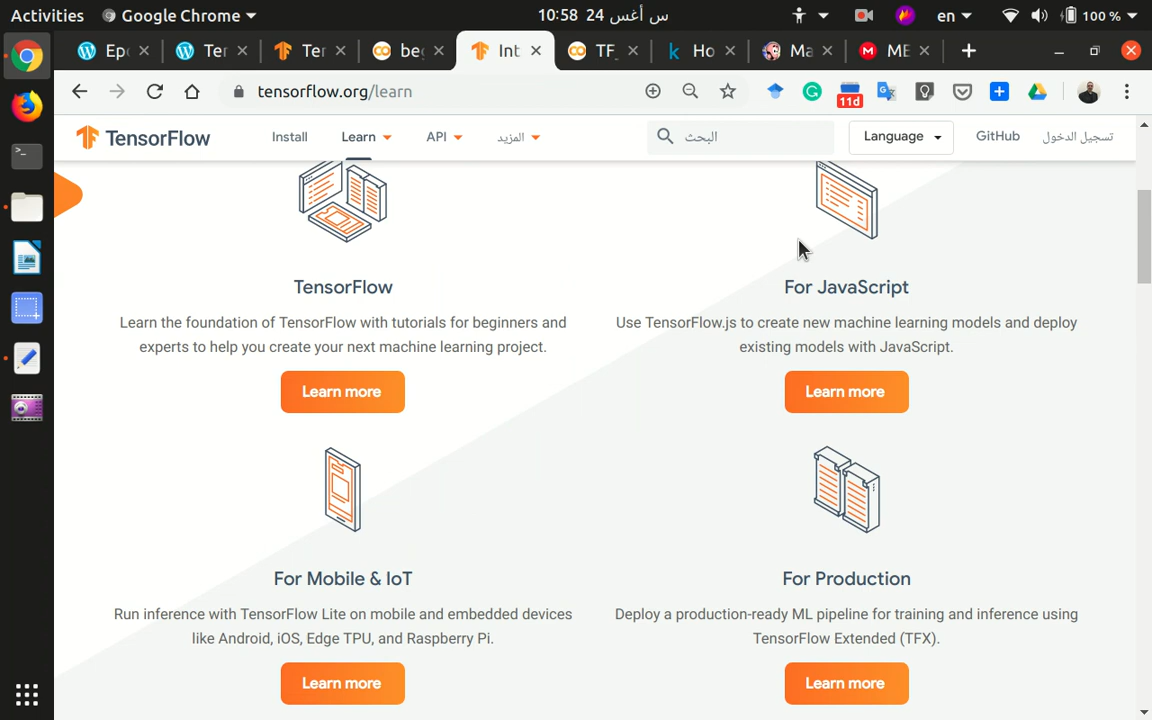 Activities
Google Chrome
س أغس 24 10:58
en
100 %
Ep
Ter
Ter
be
Int
TF
Ho
Ma
ME
tensorflow.org/learn
11d
TensorFlow
Install
Learn
API
المزيد
البحث
Language
GitHub
تسجيل الدخول
TensorFlow
Learn the foundation of TensorFlow with tutorials for beginners and
experts to help you create your next machine learning project.
Learn more
For JavaScript
Use TensorFlow.js to create new machine learning models and deploy
existing models with JavaScript.
Learn more
For Mobile & IoT
Run inference with TensorFlow Lite on mobile and embedded devices
like Android, iOS, Edge TPU, and Raspberry Pi.
Learn more
For Production
Deploy a production-ready ML pipeline for training and inference using
TensorFlow Extended (TFX).
Learn more